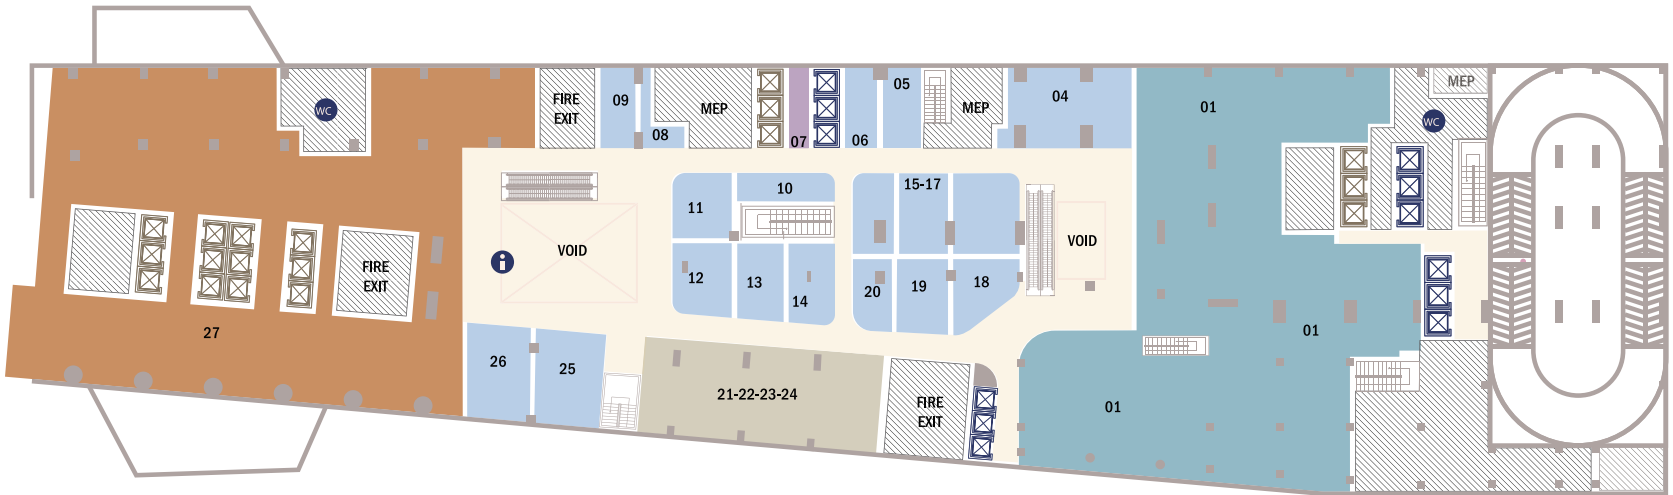 MEP
01
WC
04
05
MEP
FIRE
EXIT
09
08
MEP
07
06
WC
10
15-17
11
VOID
VOID
i
12
13
14
20
19
18
FIRE
EXIT
27
26
25
21-22-23-24
01
01
FIRE
EXIT